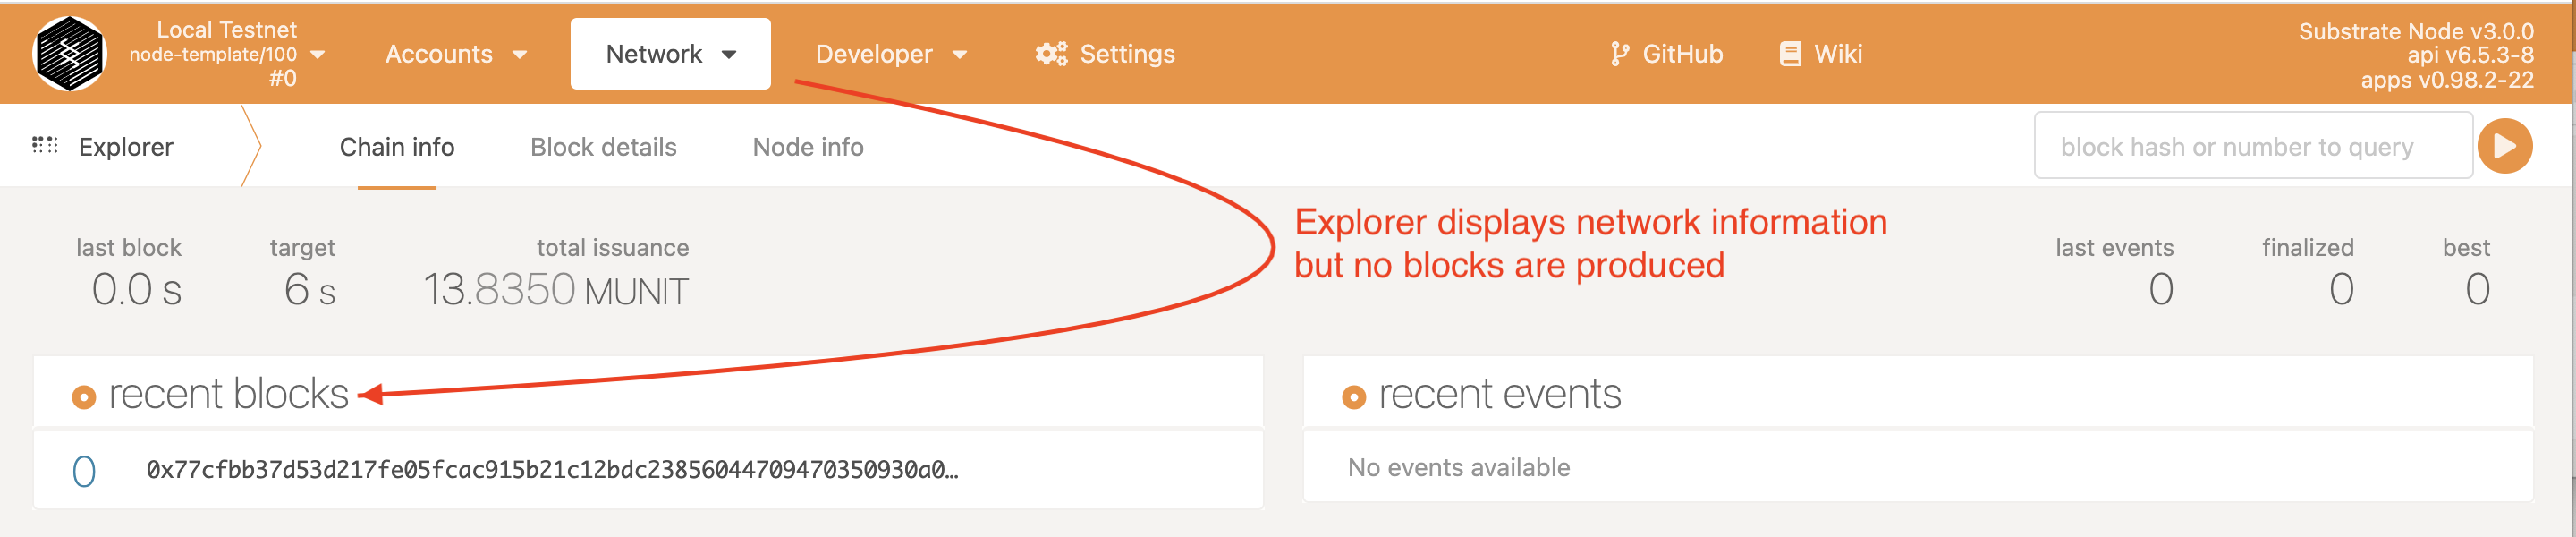 Local Testnet
node-template/100
#0
Accounts
Network
Developer
Settings
GitHub
Wiki
Substrate Node v3.0.0
api v6.5.3-8
apps v0.98.2-22
Explorer
Chain info
Block details
Node info
block hash or number to query
Explorer displays network information
but no blocks are produced
last block
0.0 s
target
6 s
total issuance
13.8350 MUNIT
last events
0
finalized
0
best
0
recent blocks
0
0x77cfbb37d53d217fe05fcac915b21c12bdc23856044709470350930a0…
recent events
No events available